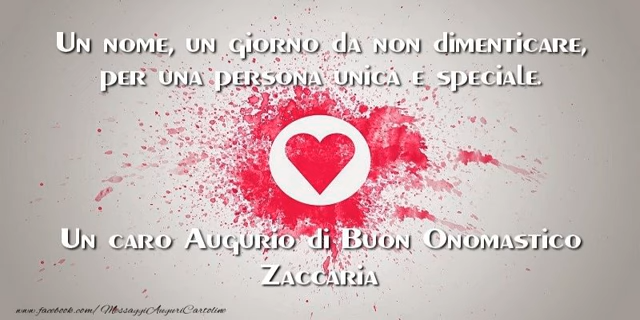 Un nome, un giorno da non dimenticare,
per una persona unica e speciale.
Un caro Augurio di Buon Onomastico
Zaccaria
www.facebook.com/MessaggiAuguriCartoline